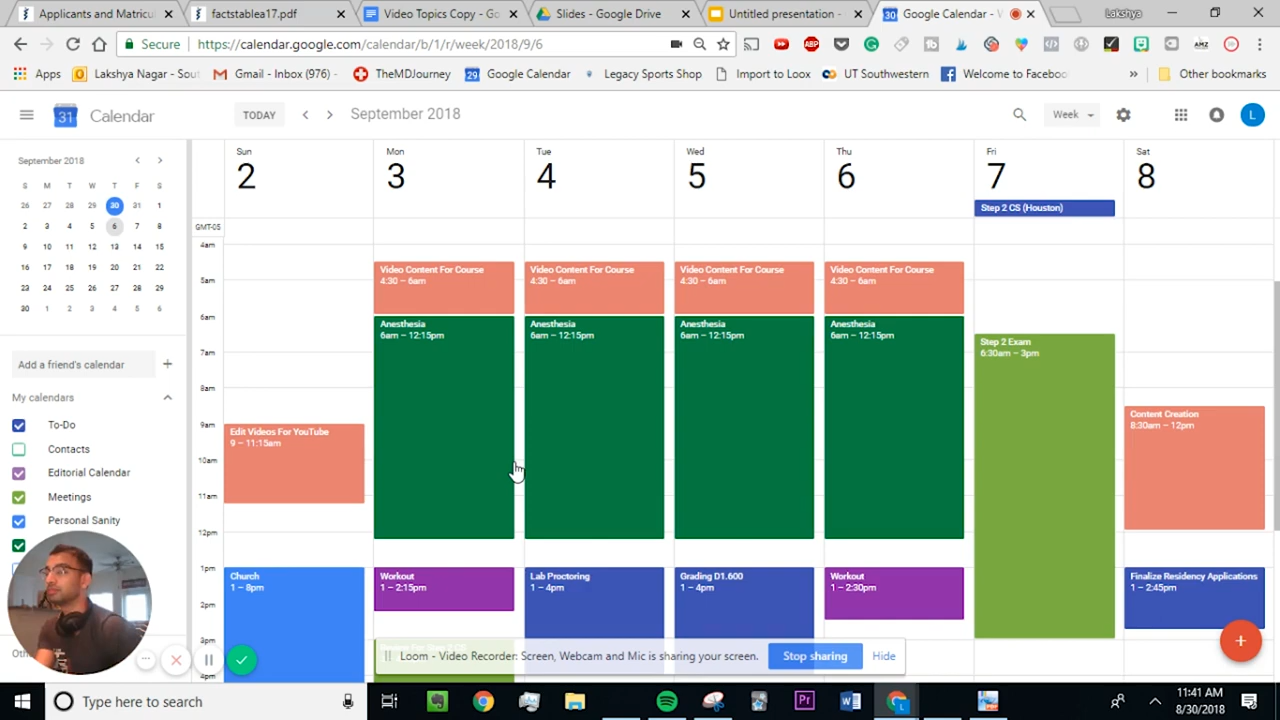 Applicants and Matricul
factstablea17.pdf
Video Topics Copy - Go
Slides - Google Drive
Untitled presentation -
Google Calendar - W
Lakshya
Secure
https://calendar.google.com/calendar/b/1/r/week/2018/9/6
ABP
AMZ
Apps
Lakshya Nagar - Sout
Gmail - Inbox (976) -
TheMDJourney
Google Calendar
Legacy Sports Shop
Import to Loox
UT Southwestern
Welcome to Faceboo
Other bookmarks
31
Calendar
TODAY
September 2018
Week
L
September 2018
S M T W T F S
26 27 28 29 30 31 1
2 3 4 5 6 7 8
9 10 11 12 13 14 15
16 17 18 19 20 21 22
23 24 25 26 27 28 29
30 1 2 3 4 5 6
Add a friend's calendar
My calendars
To-Do
Contacts
Editorial Calendar
Meetings
Personal Sanity
Sun Mon Tue Wed Thu Fri Sat
2 3 4 5 6 7 8
Step 2 CS (Houston)
GMT-05
4am
5am
6am
7am
8am
9am
10am
11am
12pm
1pm
2pm
3pm
4pm
Edit Videos For YouTube
9 – 11:15am
Church
1 – 8pm
Video Content For Course
4:30 – 6am
Anesthesia
6am – 12:15pm
Workout
1 – 2:15pm
Video Content For Course
4:30 – 6am
Anesthesia
6am – 12:15pm
Lab Proctoring
1 – 4pm
Video Content For Course
4:30 – 6am
Anesthesia
6am – 12:15pm
Grading D1.600
1 – 4pm
Video Content For Course
4:30 – 6am
Anesthesia
6am – 12:15pm
Workout
1 – 2:30pm
Step 2 Exam
6:30am – 3pm
Content Creation
8:30am – 12pm
Finalize Residency Applications
1 – 2:45pm
Loom - Video Recorder: Screen, Webcam and Mic is sharing your screen.
Stop sharing
Hide
Type here to search
11:41 AM
8/30/2018